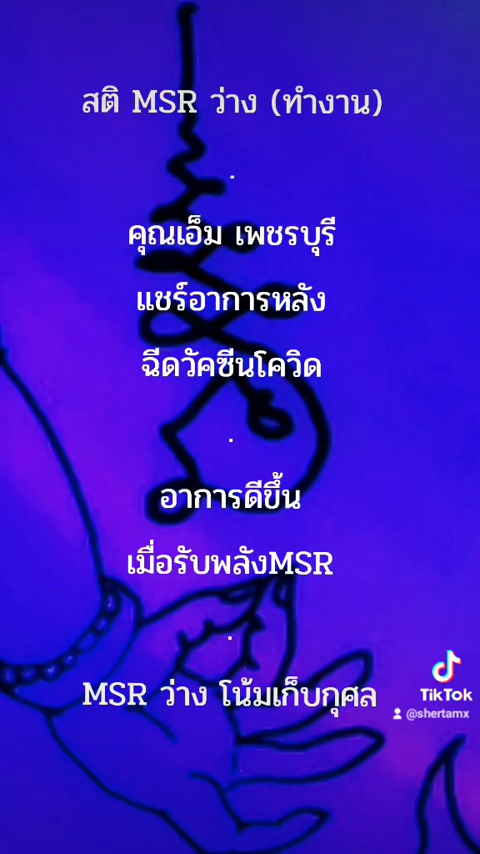 สติ MSR ว่าง (ทำงาน)
.
คุณเอ็ม เพชรบุรี
แชร์อาการหลัง
ฉีดวัคซีนโควิด
.
อาการดีขึ้น
เมื่อรับพลังMSR
.
MSR ว่าง โน้มเก็บกุศล
TikTok
@shertamx